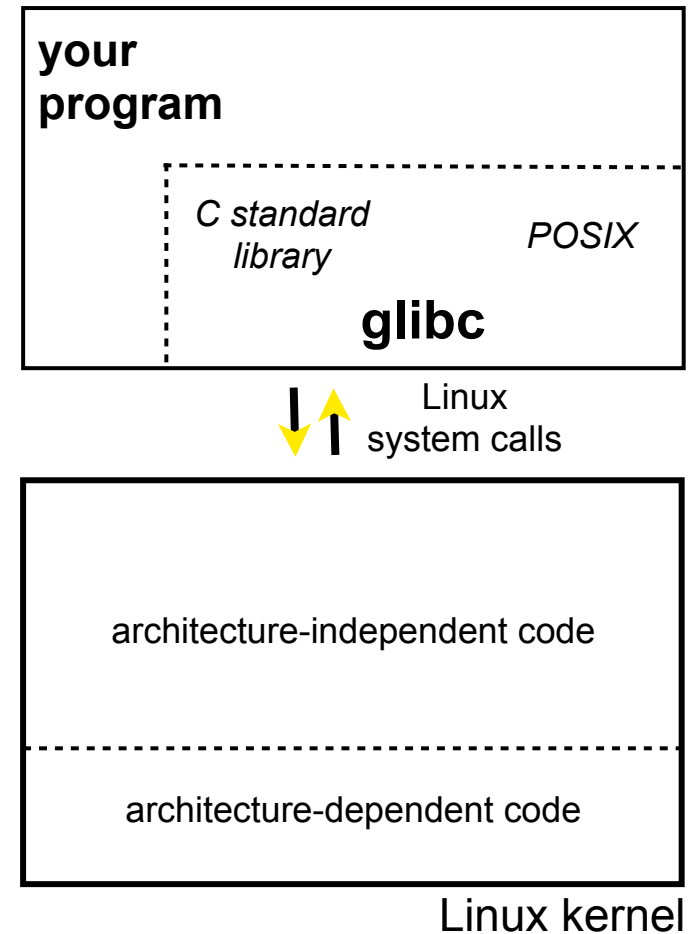 your
program
C standard
library
POSIX
glibc
Linux
system calls
architecture-independent code
architecture-dependent code
Linux kernel